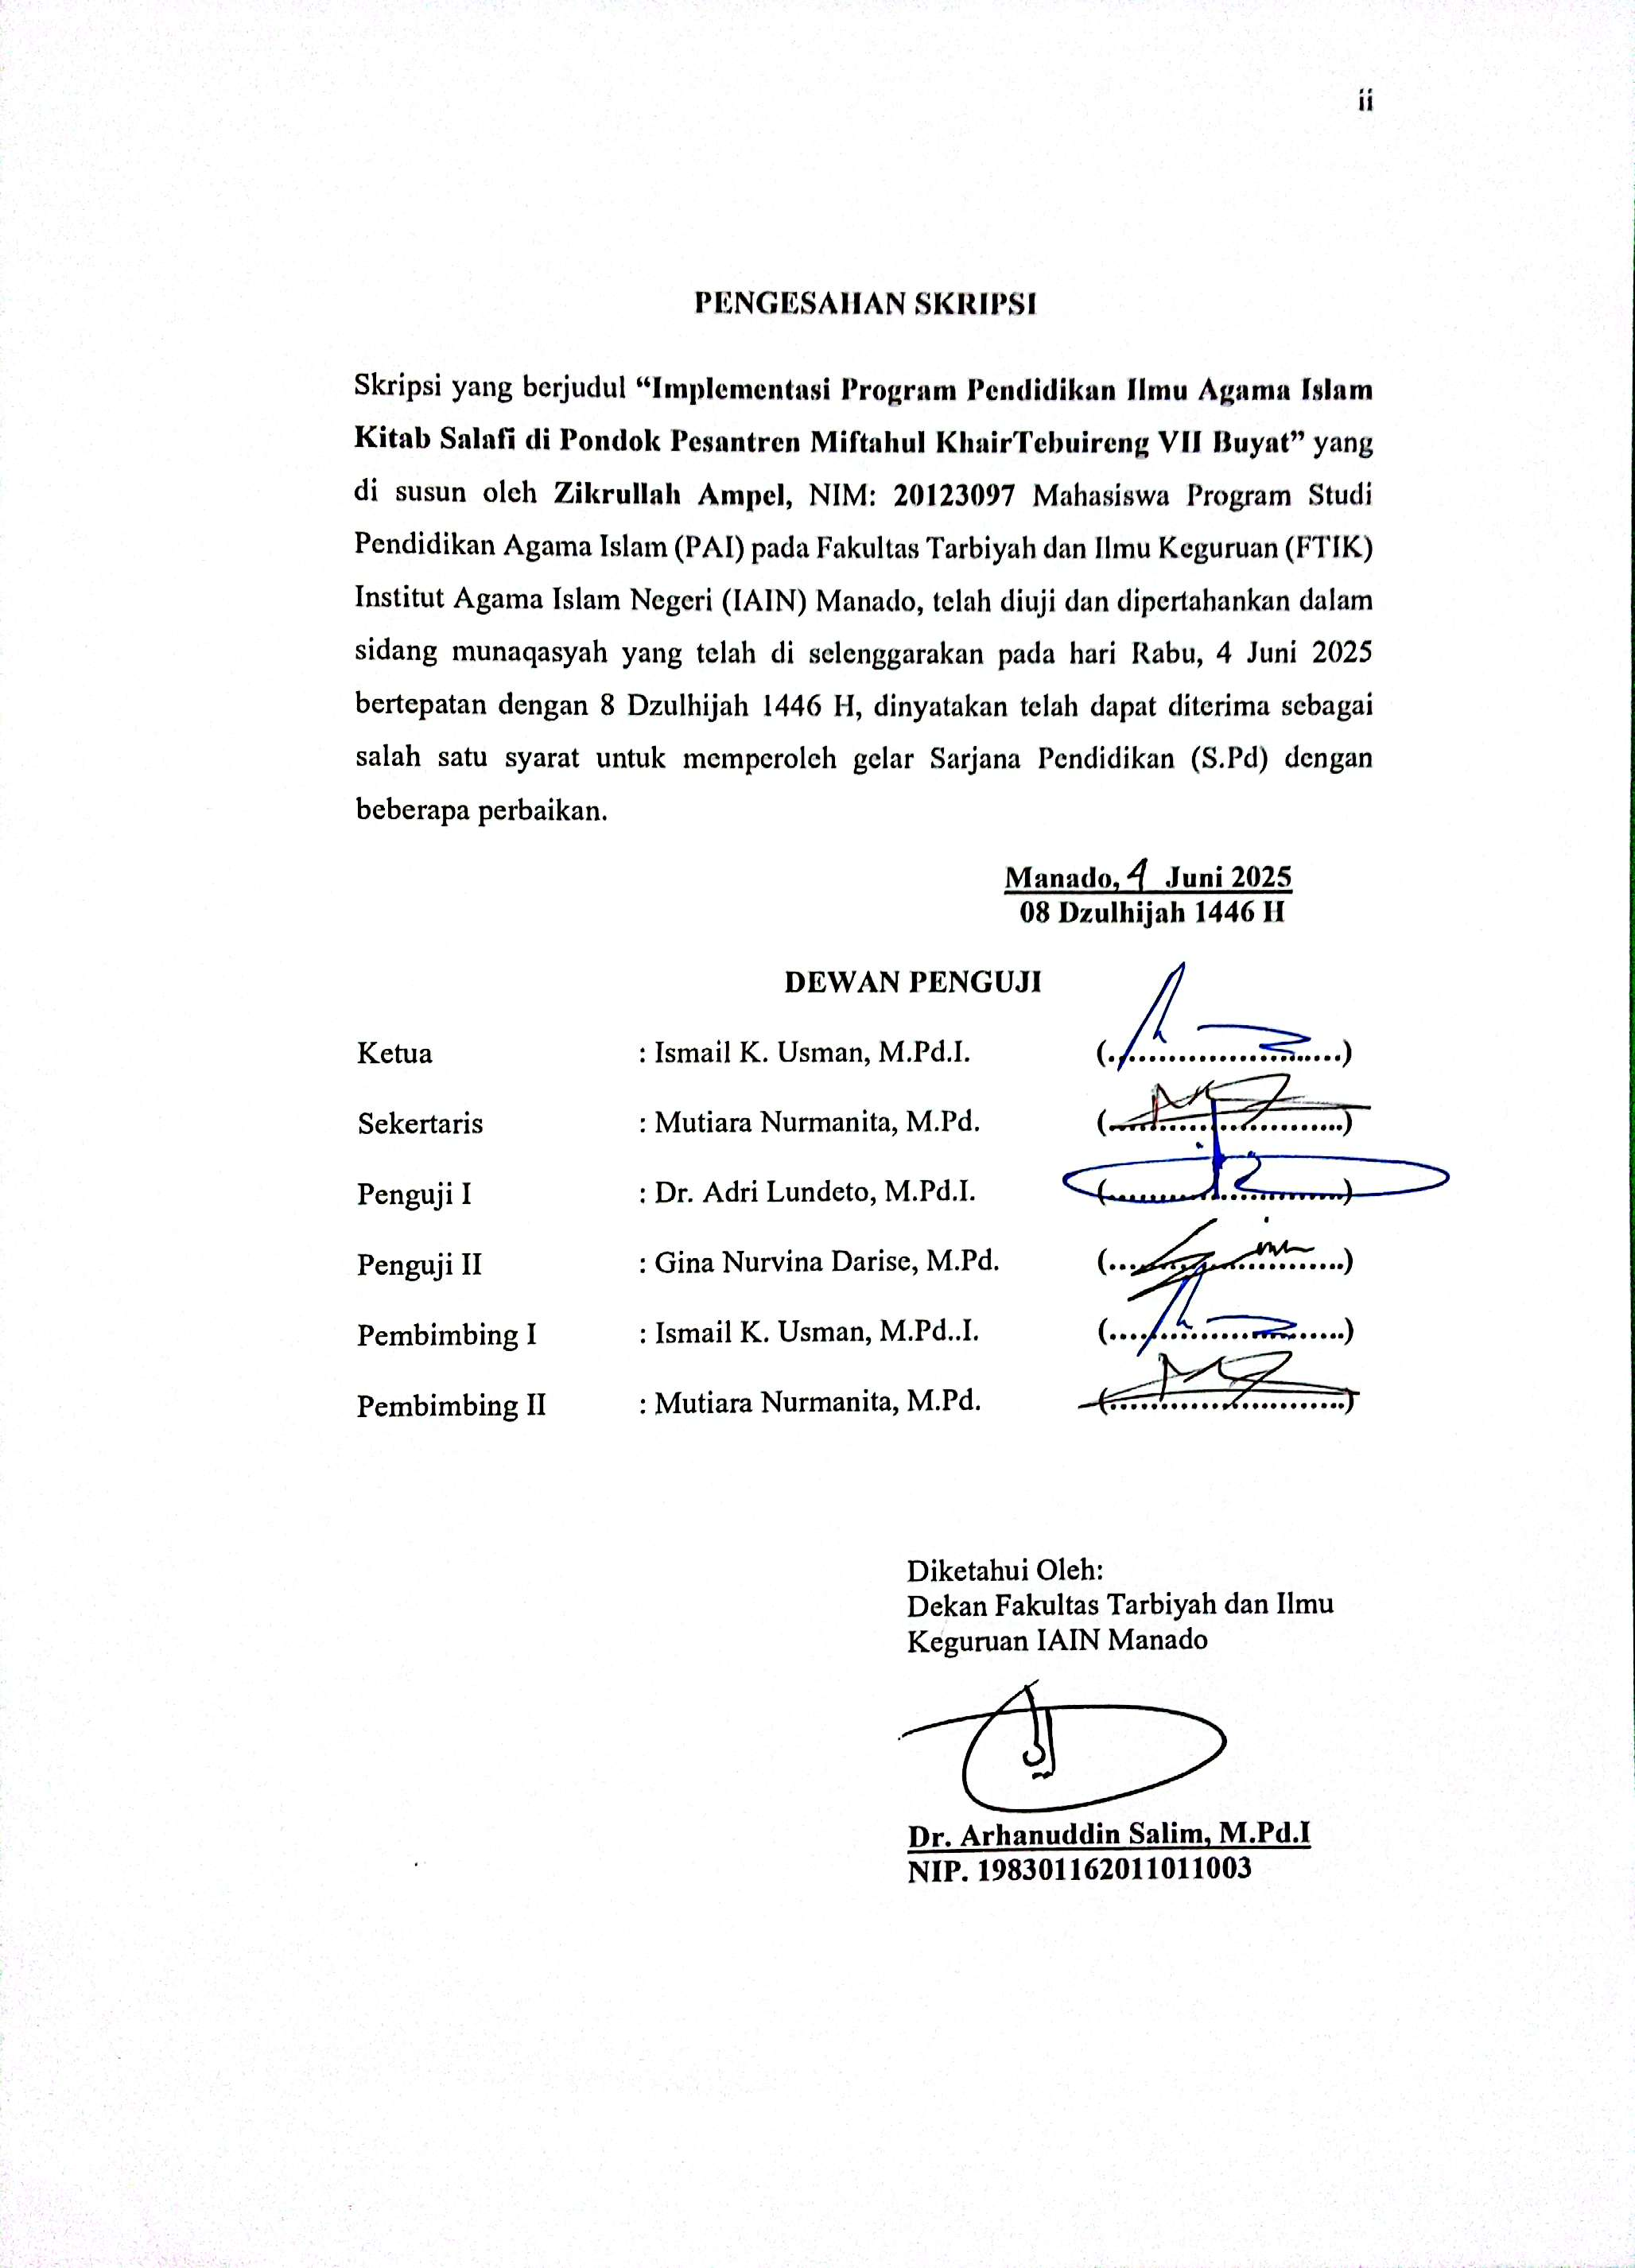 ii
PENGESAHAN SKRIPSI
Skripsi yang berjudul “Implementasi Program Pendidikan Ilmu Agama Islam
Kitab Salafi di Pondok Pesantren Miftahul KhairTebuireng VII Buyat” yang
di susun oleh Zikrullah Ampel, NIM: 20123097 Mahasiswa Program Studi
Pendidikan Agama Islam (PAI) pada Fakultas Tarbiyah dan Ilmu Keguruan (FTIK)
Institut Agama Islam Negeri (IAIN) Manado, telah diuji dan dipertahankan dalam
sidang munaqasyah yang telah di selenggarakan pada hari Rabu, 4 Juni 2025
bertepatan dengan 8 Dzulhijah 1446 H, dinyatakan telah dapat diterima sebagai
salah satu syarat untuk memperoleh gelar Sarjana Pendidikan (S.Pd) dengan
beberapa perbaikan.
Manado, 4 Juni 2025
08 Dzulhijah 1446 H
DEWAN PENGUJI
Ketua : Ismail K. Usman, M.Pd.I. (..............................)
Sekertaris : Mutiara Nurmanita, M.Pd. (..............................)
Penguji I : Dr. Adri Lundeto, M.Pd.I. (..............................)
Penguji II : Gina Nurvina Darise, M.Pd. (..............................)
Pembimbing I : Ismail K. Usman, M.Pd..I. (..............................)
Pembimbing II : Mutiara Nurmanita, M.Pd. (..............................)
Diketahui Oleh:
Dekan Fakultas Tarbiyah dan Ilmu
Keguruan IAIN Manado
Dr. Arhanuddin Salim, M.Pd.I
NIP. 198301162011011003